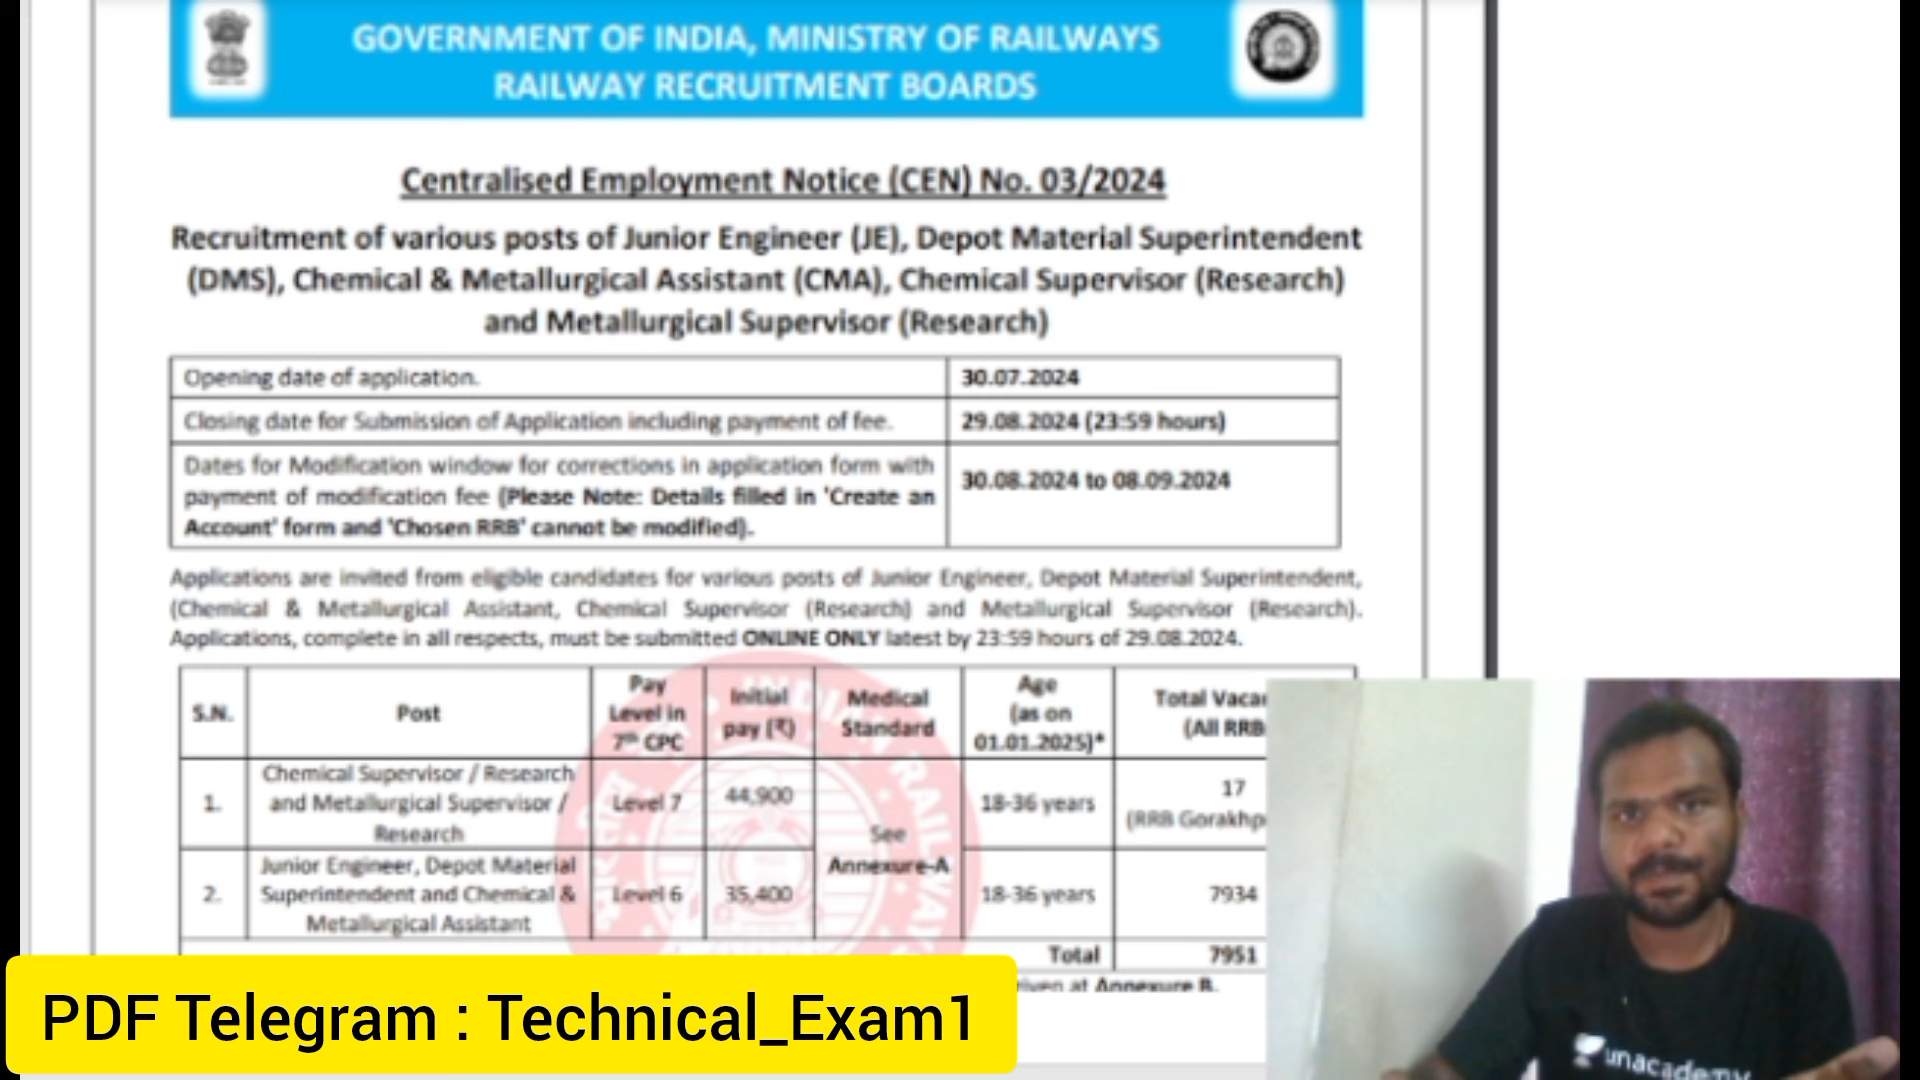 GOVERNMENT OF INDIA, MINISTRY OF RAILWAYS
RAILWAY RECRUITMENT BOARDS
Centralised Employment Notice (CEN) No. 03/2024
Recruitment of various posts of Junior Engineer (JE), Depot Material Superintendent
(DMS), Chemical & Metallurgical Assistant (CMA), Chemical Supervisor (Research)
and Metallurgical Supervisor (Research)
Opening date of application. 30.07.2024
Closing date for Submission of Application including payment of fee. 29.08.2024 (23:59 hours)
Dates for Modification window for corrections in application form with
payment of modification fee (Please Note: Details filled in 'Create an
Account' form and 'Chosen RRB' cannot be modified).
30.08.2024 to 08.09.2024
Applications are invited from eligible candidates for various posts of Junior Engineer, Depot Material Superintendent,
(Chemical & Metallurgical Assistant, Chemical Supervisor (Research) and Metallurgical Supervisor (Research).
Applications, complete in all respects, must be submitted ONLINE ONLY latest by 23:59 hours of 29.08.2024.
S.N.
Post
Pay
Level in
7th CPC
Initial
pay (₹)
Medical
Standard
Age
(as on
01.01.2025)*
Total Vaca
(All RRB
1.
Chemical Supervisor / Research
and Metallurgical Supervisor /
Research
Level 7
44,900
See
Annexure-A
18-36 years
17
(RRB Gorakhp
2.
Junior Engineer, Depot Material
Superintendent and Chemical &
Metallurgical Assistant
Level 6
35,400
18-36 years
7934
Total 7951
given at Annexure B.
PDF Telegram : Technical_Exam1
unacademy